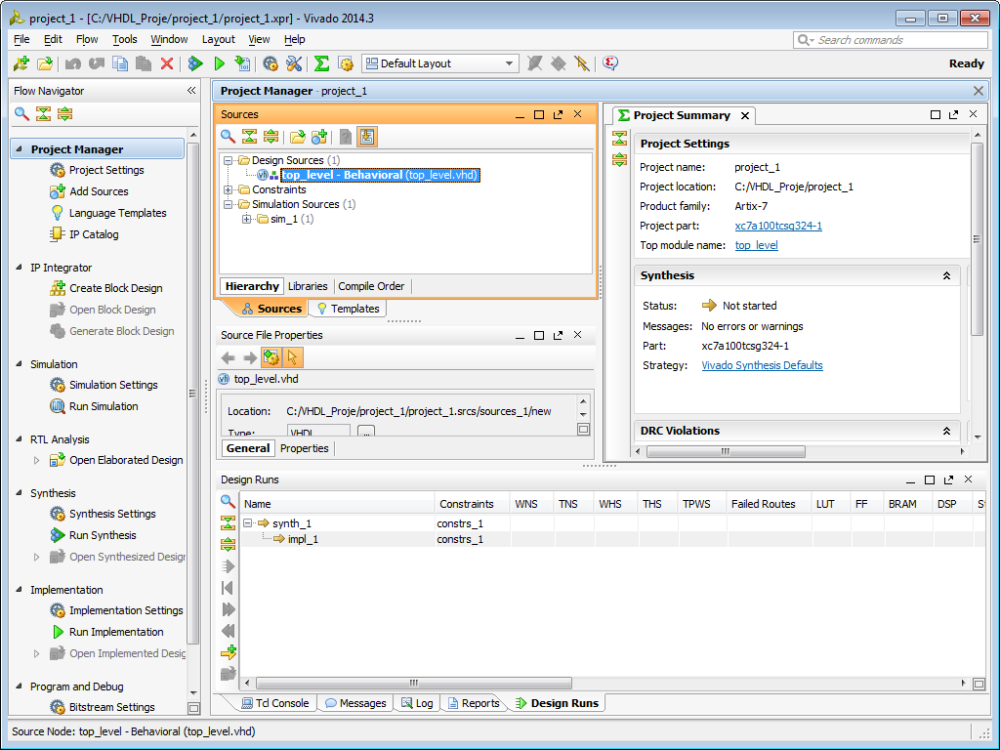 project_1 - [C:/VHDL_Proje/project_1/project_1.xpr] - Vivado 2014.3
File Edit Flow Tools Window Layout View Help
Search commands
Default Layout
Ready
Flow Navigator
Project Manager
Project Settings
Add Sources
Language Templates
IP Catalog
IP Integrator
Create Block Design
Open Block Design
Generate Block Design
Simulation
Simulation Settings
Run Simulation
RTL Analysis
Open Elaborated Design
Synthesis
Synthesis Settings
Run Synthesis
Open Synthesized Design
Implementation
Implementation Settings
Run Implementation
Open Implemented Desig
Program and Debug
Bitstream Settings
Project Manager - project_1
Sources
Design Sources (1)
top_level - Behavioral (top_level.vhd)
Constraints
Simulation Sources (1)
sim_1 (1)
Hierarchy Libraries Compile Order
Sources Templates
Source File Properties
top_level.vhd
Location: C:/VHDL_Proje/project_1/project_1.srcs/sources_1/new
Type: VHDL ...
General Properties
Project Summary
Project Settings
Project name: project_1
Project location: C:/VHDL_Proje/project_1
Product family: Artix-7
Project part: xc7a100tcsg324-1
Top module name: top_level
Synthesis
Status: Not started
Messages: No errors or warnings
Part: xc7a100tcsg324-1
Strategy: Vivado Synthesis Defaults
DRC Violations
Design Runs
Name Constraints WNS TNS WHS THS TPWS Failed Routes LUT FF BRAM DSP St
synth_1 constrs_1
impl_1 constrs_1
Tcl Console Messages Log Reports Design Runs
Source Node: top_level - Behavioral (top_level.vhd)